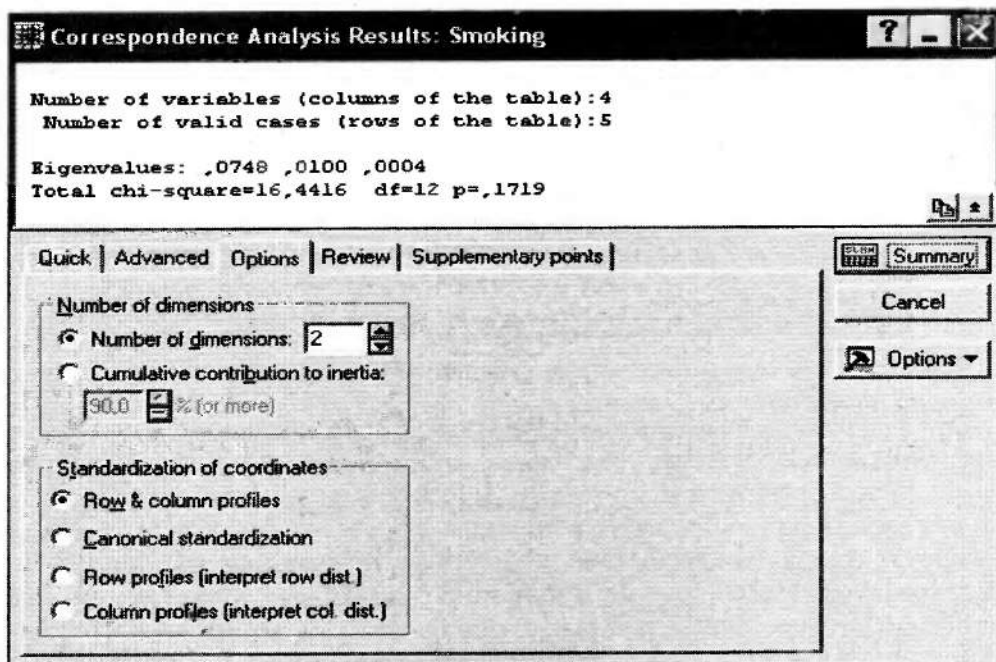 Correspondence Analysis Results: Smoking
Number of variables (columns of the table):4
Number of valid cases (rows of the table):5
Eigenvalues: ,0748 ,0100 ,0004
Total chi-square=16,4416 df=12 p=,1719
Quick Advanced Options Review Supplementary points
Summary
Cancel
Options
Number of dimensions
Number of dimensions: 2
Cumulative contribution to inertia:
90,0 % (or more)
Standardization of coordinates
Row & column profiles
Canonical standardization
Row profiles (interpret row dist.)
Column profiles (interpret col. dist.)